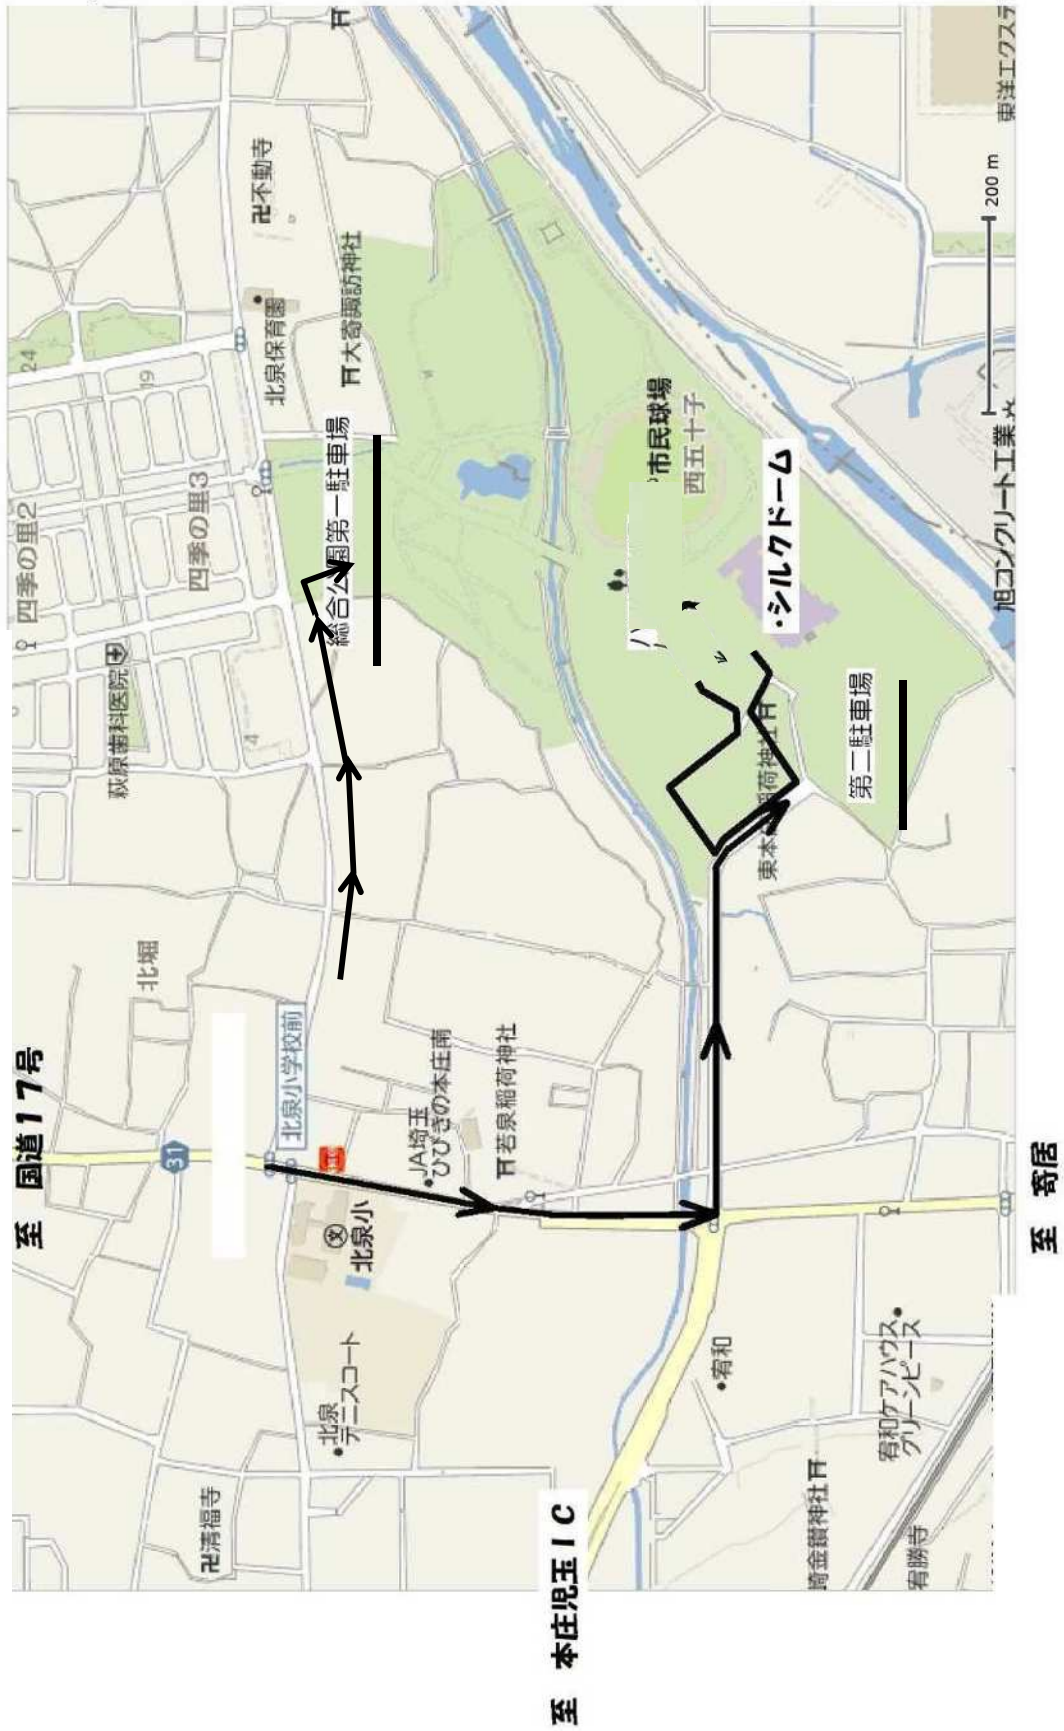 至 国道17号
至 本庄児玉IC
至 寄居
卍清福寺
北泉
テニスコート
文
北泉小
31
北泉小学校前
北堀
JA埼玉
ひびきの本庄南
若泉稲荷神社
宥和
埼金鑚神社
宥勝寺
宥和ケアハウス
グリーンピース
萩原歯科医院
四季の里2
四季の里3
4
19
24
総合公園第一駐車場
北泉保育園
卍不動寺
大寄諏訪神社
市民球場
西五十子
・シルクドーム
第二駐車場
旭コンクリート工業
東洋エクステ
200 m